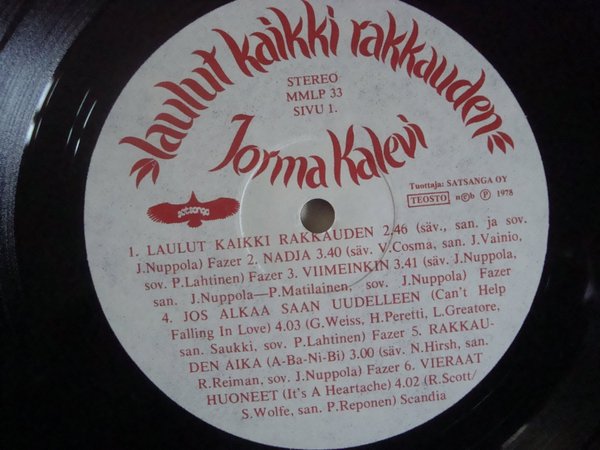 laulut kaikki rakkauden
STEREO
MMLP 33
SIVU 1.
Jorma Kalevi
satsanga
Tuottaja: SATSANGA OY
TEOSTO n©b Ⓟ 1978
1. LAULUT KAIKKI RAKKAUDEN 2.46 (säv., san. ja sov.
J.Nuppola) Fazer 2. NADJA 3.40 (säv. V.Cosma, san. J.Vainio,
sov. P.Lahtinen) Fazer 3. VIIMEINKIN 3.41 (säv. J.Nuppola,
san. J.Nuppola—P.Matilainen, sov. J.Nuppola) Fazer
4. JOS ALKAA SAAN UUDELLEEN (Can't Help
Falling In Love) 4.03 (G.Weiss, H.Peretti, L.Greatore,
san. Saukki, sov. P.Lahtinen) Fazer 5. RAKKAU-
DEN AIKA (A-Ba-Ni-Bi) 3.00 (säv. N.Hirsh, san.
R.Reiman, sov. J.Nuppola) Fazer 6. VIERAAT
HUONEET (It's A Heartache) 4.02 (R.Scott/
S.Wolfe, san. P.Reponen) Scandia